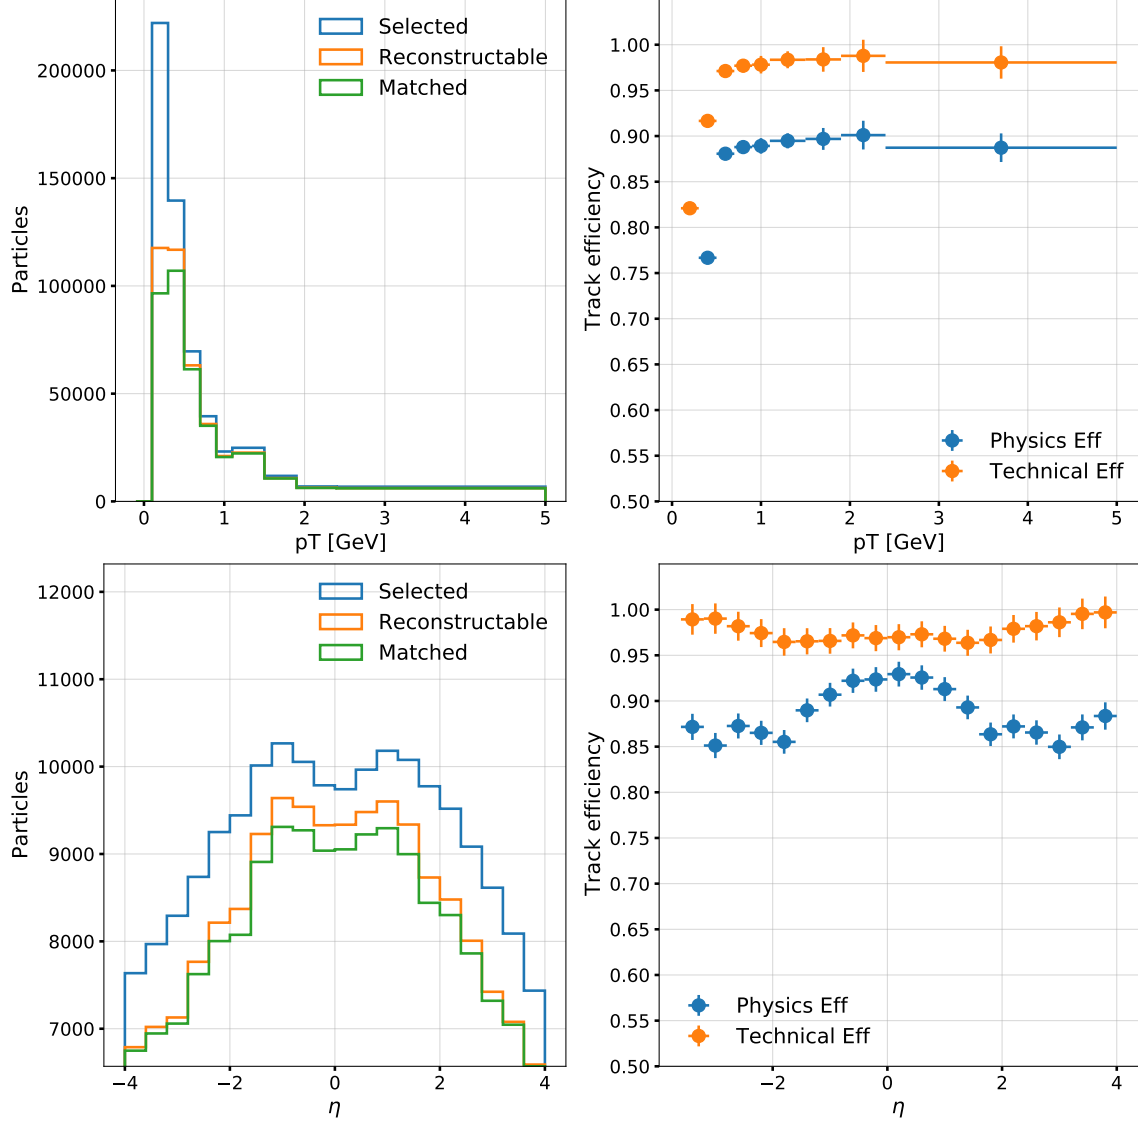 200000
150000
100000
50000
0
Particles
Selected
Reconstructable
Matched
0 1 2 3 4 5
pT [GeV]
1.00
0.95
0.90
0.85
0.80
0.75
0.70
0.65
0.60
0.55
0.50
Track efficiency
Physics Eff
Technical Eff
0 1 2 3 4 5
pT [GeV]
12000
11000
10000
9000
8000
7000
Particles
Selected
Reconstructable
Matched
−4 −2 0 2 4
η
1.00
0.95
0.90
0.85
0.80
0.75
0.70
0.65
0.60
0.55
0.50
Track efficiency
Physics Eff
Technical Eff
−2 0 2 4
η